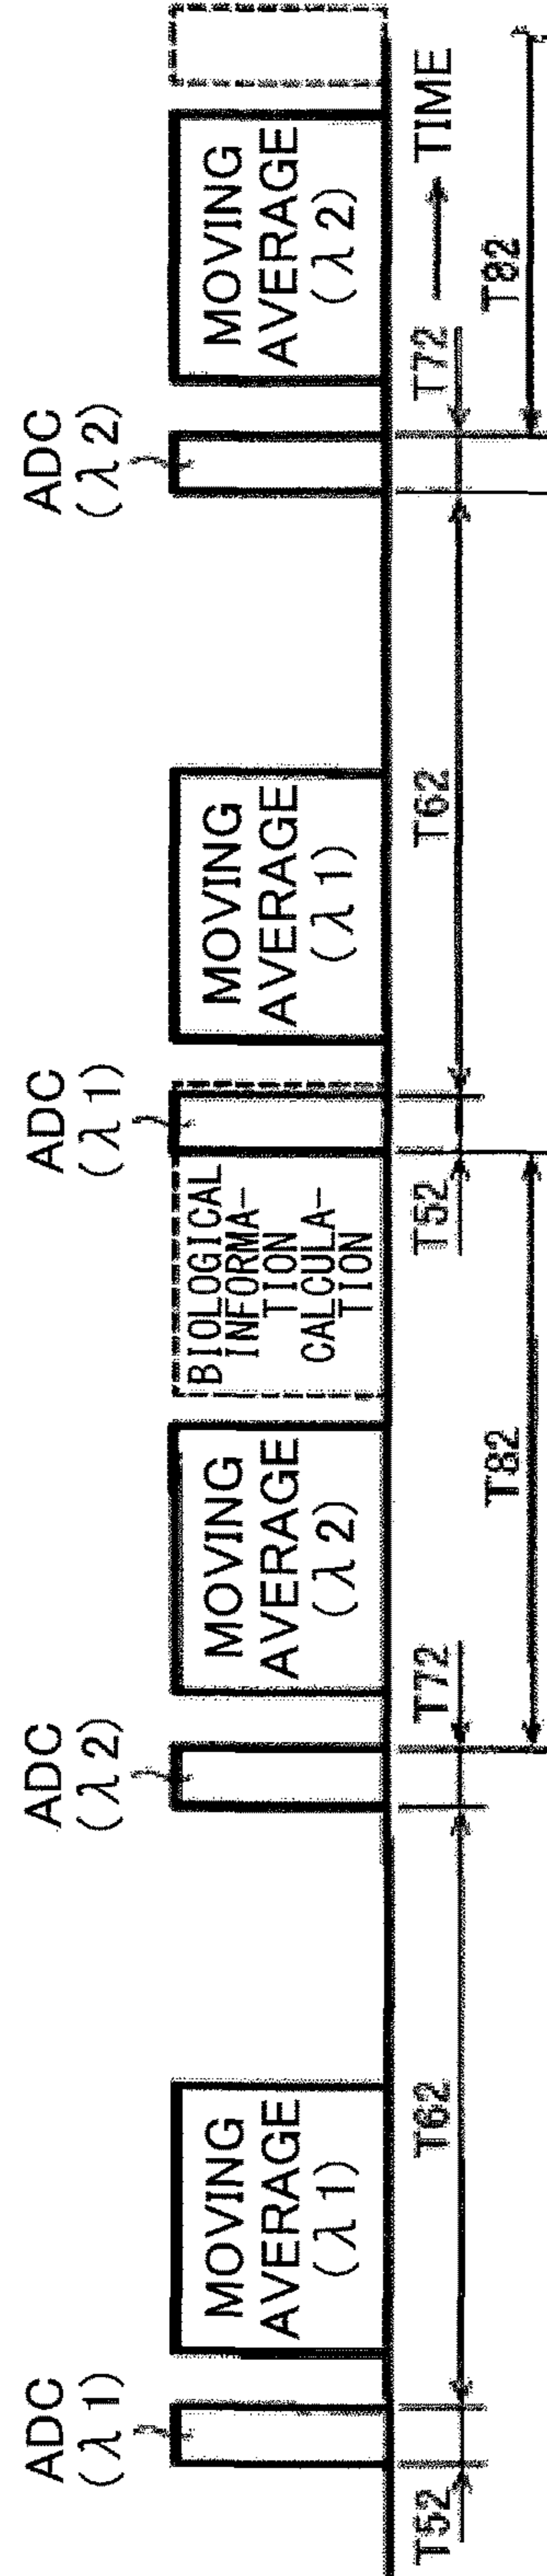 ADC
(λ1)
MOVING
AVERAGE
(λ1)
ADC
(λ2)
MOVING
AVERAGE
(λ2)
BIOLOGICAL
INFORMA-
TION
CALCULA-
TION
ADC
(λ1)
MOVING
AVERAGE
(λ1)
ADC
(λ2)
MOVING
AVERAGE
(λ2)
T52
T62
T72
T82
T52
T62
T72
T82
TIME